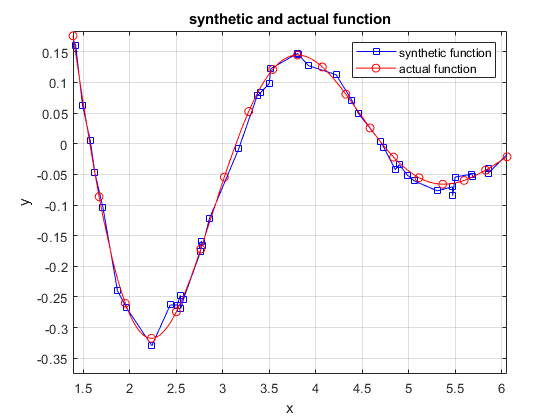 synthetic and actual function
synthetic function
actual function
0.15
0.1
0.05
0
-0.05
-0.1
-0.15
-0.2
-0.25
-0.3
-0.35
y
1.5 2 2.5 3 3.5 4 4.5 5 5.5 6
x